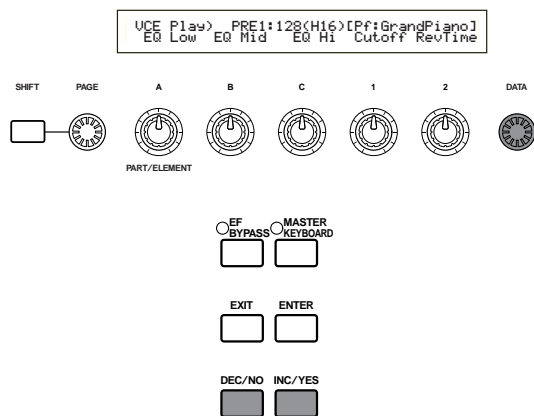 VCE Play) PRE1:128(H16)[Pf:GrandPiano]
EQ Low EQ Mid EQ Hi Cutoff RevTime
SHIFT PAGE A B C 1 2 DATA
PART/ELEMENT
EF BYPASS MASTER KEYBOARD
EXIT ENTER
DEC/NO INC/YES